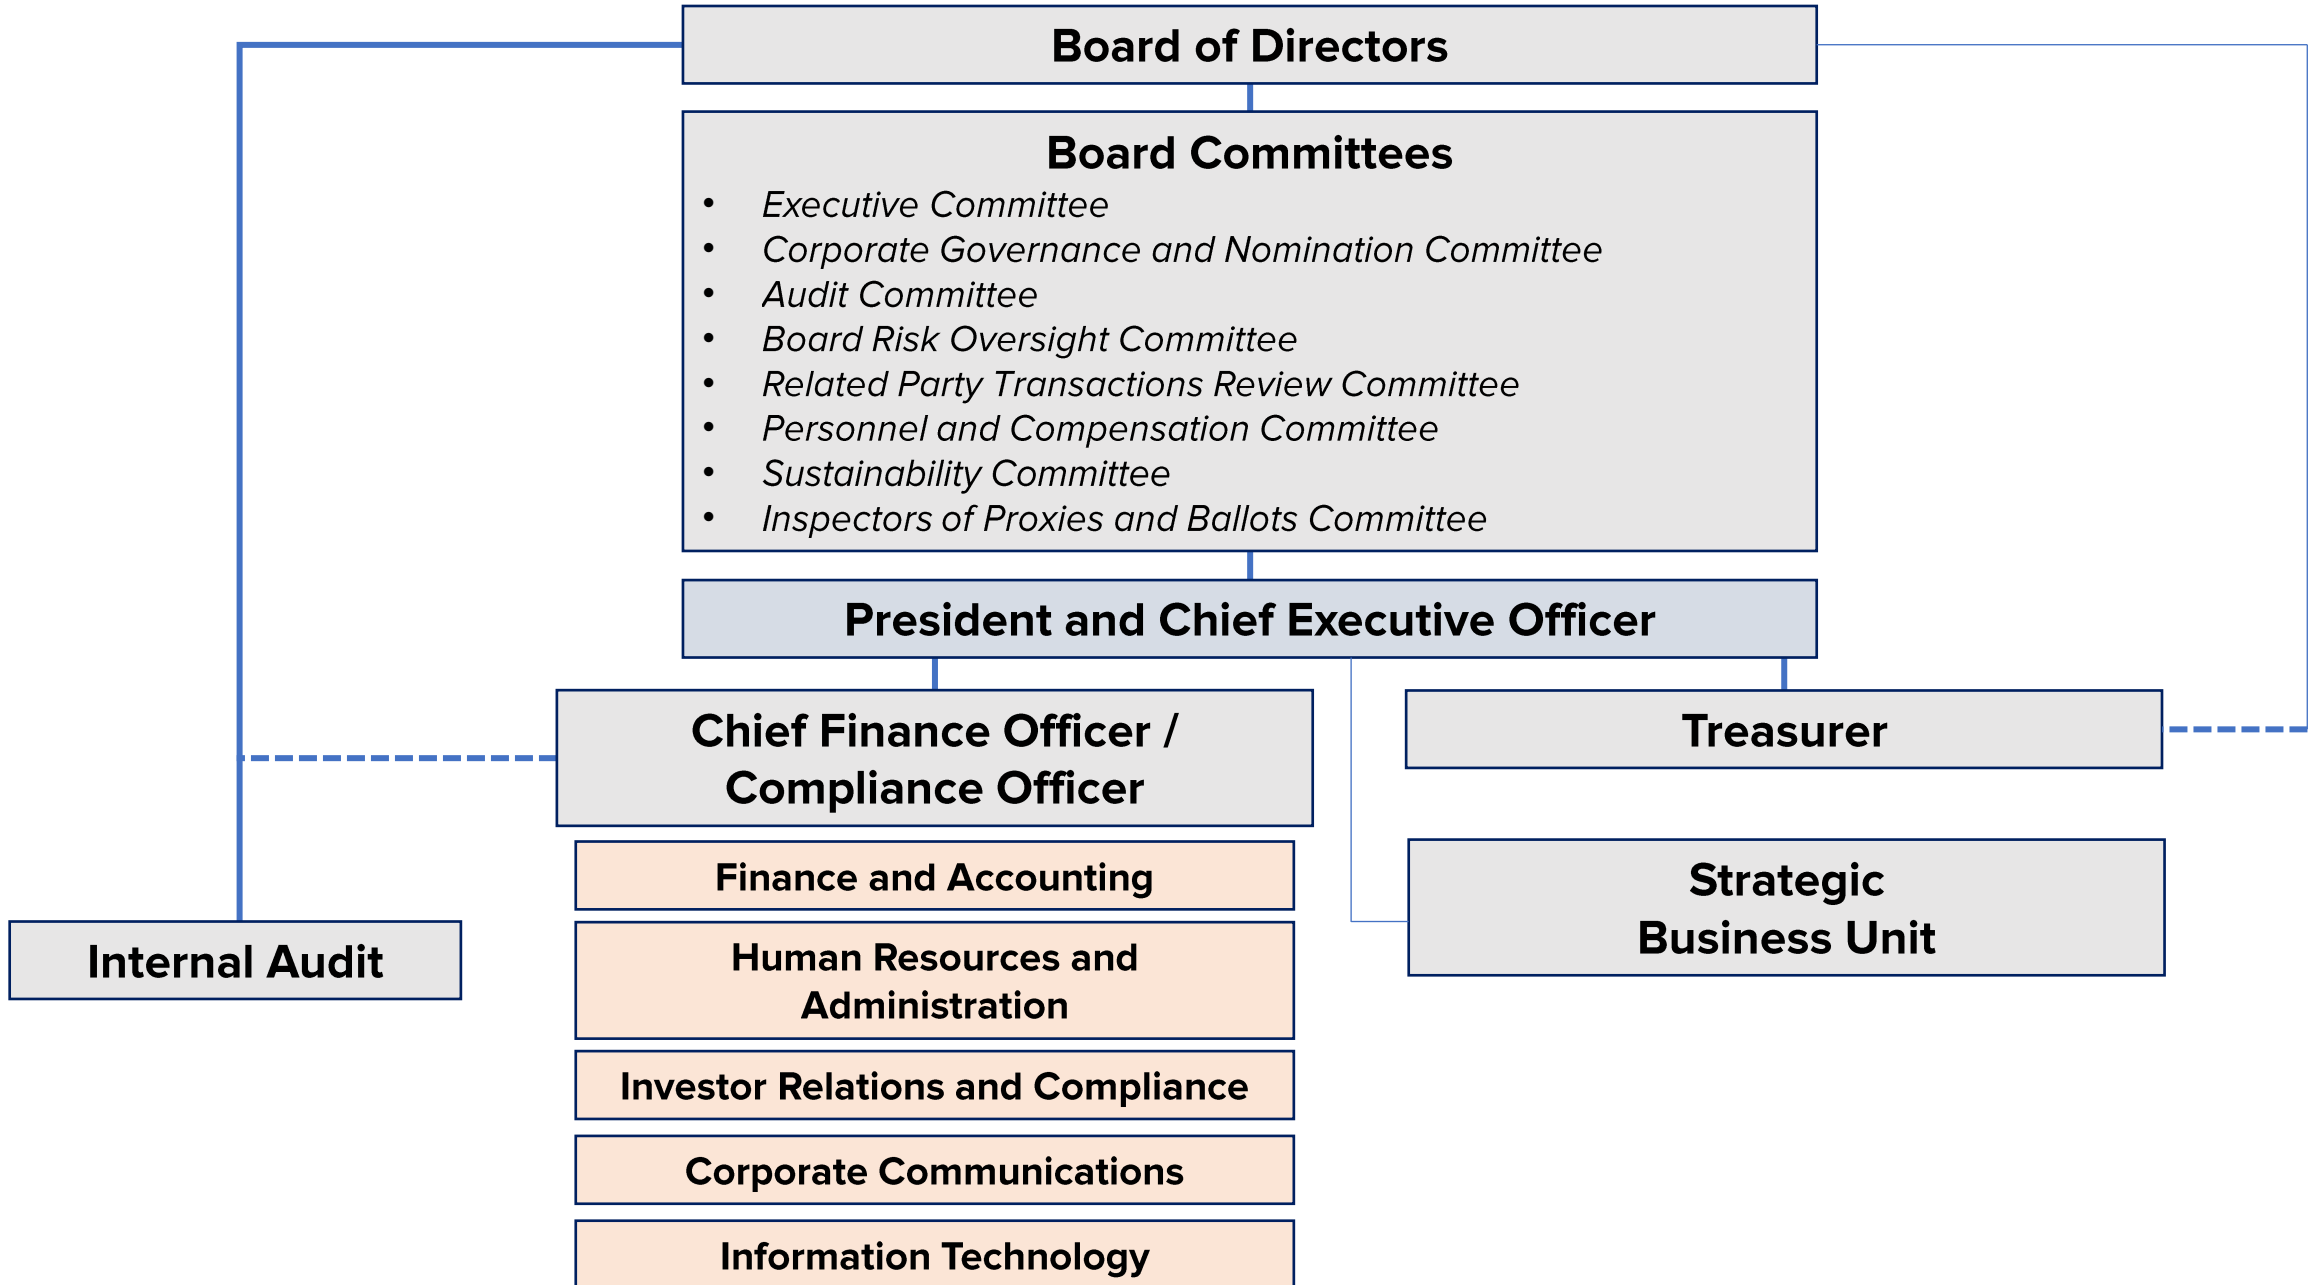 Board of Directors
Board Committees
• Executive Committee
• Corporate Governance and Nomination Committee
• Audit Committee
• Board Risk Oversight Committee
• Related Party Transactions Review Committee
• Personnel and Compensation Committee
• Sustainability Committee
• Inspectors of Proxies and Ballots Committee
President and Chief Executive Officer
Chief Finance Officer /
Compliance Officer
Treasurer
Finance and Accounting
Human Resources and
Administration
Investor Relations and Compliance
Corporate Communications
Information Technology
Strategic
Business Unit
Internal Audit